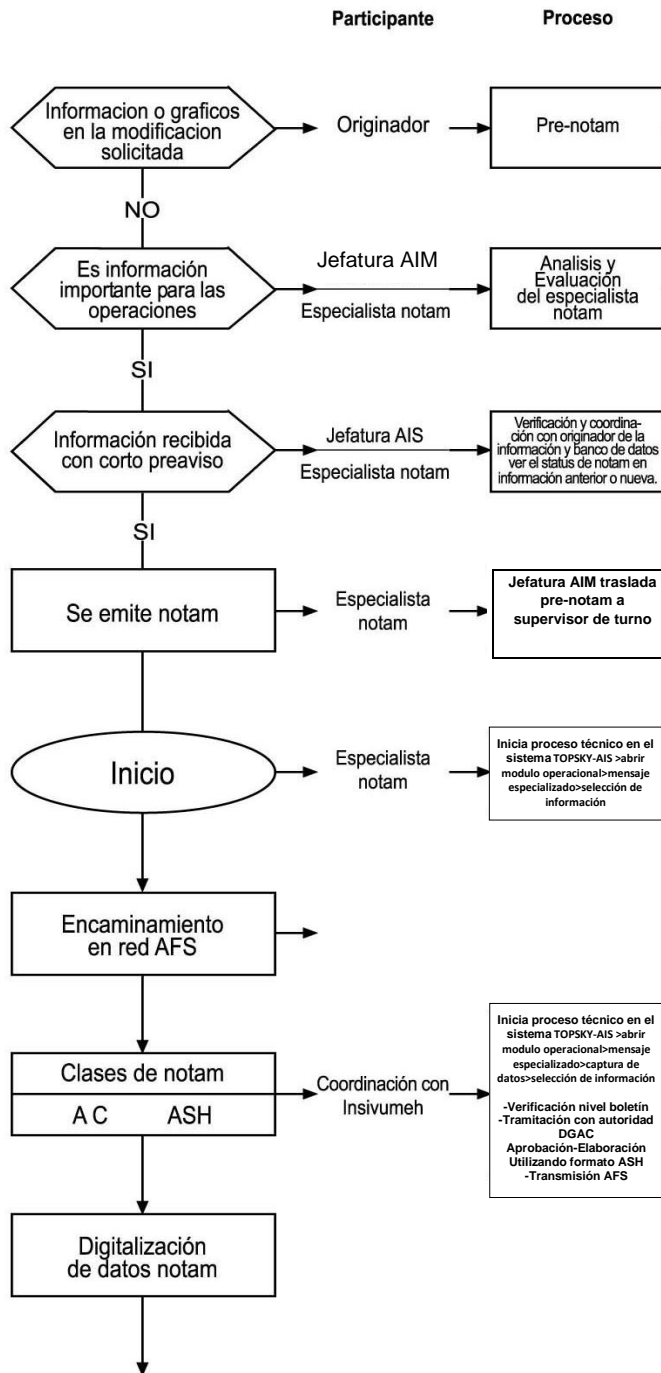 Participante Proceso
Informacion o graficos
en la modificacion
solicitada
Originador
Pre-notam
NO
Es información
importante para las
operaciones
Jefatura AIM
Especialista notam
Analisis y
Evaluación
del especialista
notam
SI
Información recibida
con corto preaviso
Jefatura AIS
Especialista notam
Verificación y coordina-
ción con originador de la
información y banco de datos
ver el status de notam en
información anterior o nueva.
SI
Se emite notam
Especialista
notam
Jefatura AIM traslada
pre-notam a
supervisor de turno
Inicio
Especialista
notam
Inicia proceso técnico en el
sistema TOPSKY-AIS >abrir
modulo operacional>mensaje
especializado>selección de
información
Encaminamiento
en red AFS
Clases de notam
A C ASH
Coordinación con
Insivumeh
Inicia proceso técnico en el
sistema TOPSKY-AIS >abrir
modulo operacional>mensaje
especializado>captura de
datos>selección de información
-Verificación nivel boletín
-Tramitación con autoridad
DGAC
Aprobación-Elaboración
Utilizando formato ASH
-Transmisión AFS
Digitalización
de datos notam